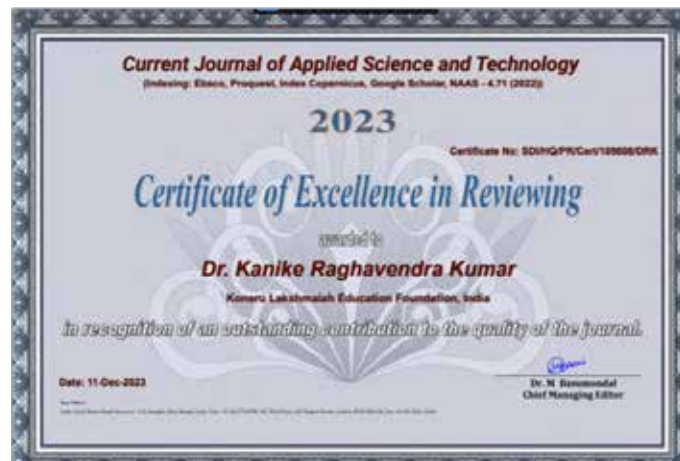 Current Journal of Applied Science and Technology
(Indexing: Ebsco, Proquest, Index Copernicus, Google Scholar, NAAS - 4.71 (2022))
2023
Certificate No: SDI/HQ/PR/Cert/
Certificate of Excellence in Reviewing
awarded to
Dr. Kanike Raghavendra Kumar
Koneru Lakshmaiah Education Foundation, India
in recognition of an outstanding contribution to the quality of the journal.
Date: 11-Dec-2023
Dr. M
Chief Managing Editor